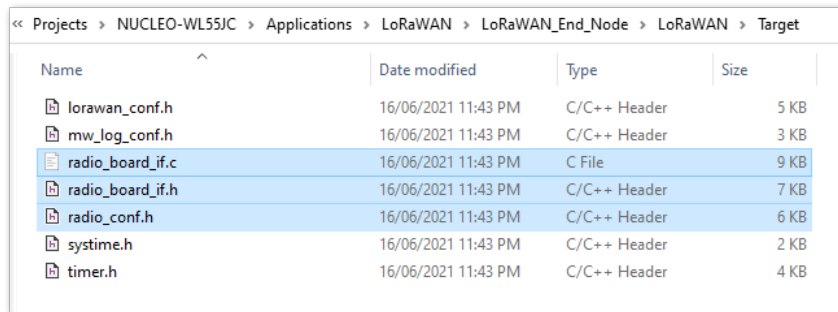 « Projects > NUCLEO-WL55JC > Applications > LoRaWAN > LoRaWAN_End_Node > LoRaWAN > Target
Name Date modified Type Size
lorawan_conf.h 16/06/2021 11:43 PM C/C++ Header 5 KB
mw_log_conf.h 16/06/2021 11:43 PM C/C++ Header 3 KB
radio_board_if.c 16/06/2021 11:43 PM C File 9 KB
radio_board_if.h 16/06/2021 11:43 PM C/C++ Header 7 KB
radio_conf.h 16/06/2021 11:43 PM C/C++ Header 6 KB
systime.h 16/06/2021 11:43 PM C/C++ Header 2 KB
timer.h 16/06/2021 11:43 PM C/C++ Header 4 KB